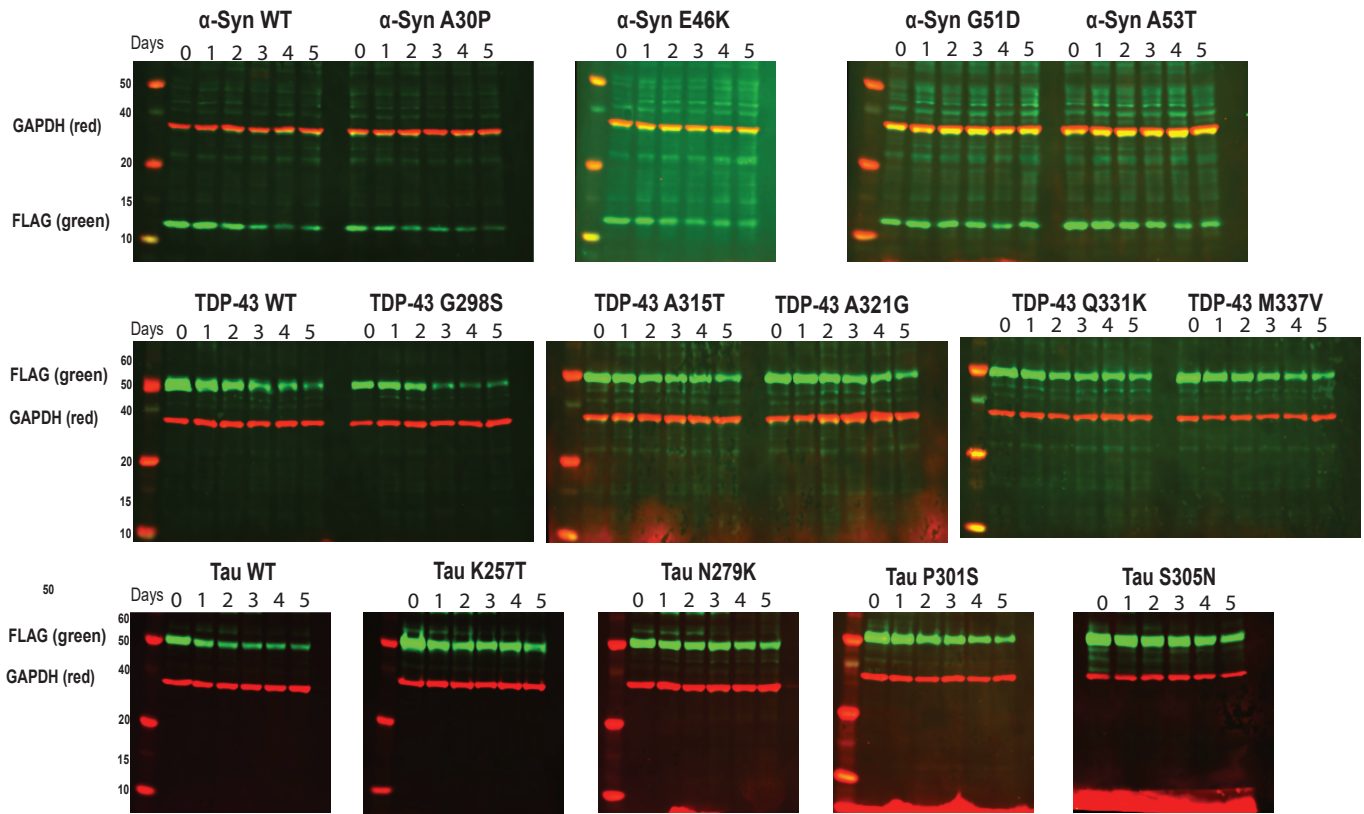 α-Syn WT α-Syn A30P α-Syn E46K α-Syn G51D α-Syn A53T
Days 0 1 2 3 4 5 0 1 2 3 4 5 0 1 2 3 4 5 0 1 2 3 4 5 0 1 2 3 4 5
50
40
GAPDH (red)
20
15
FLAG (green)
10
TDP-43 WT TDP-43 G298S TDP-43 A315T TDP-43 A321G TDP-43 Q331K TDP-43 M337V
Days 0 1 2 3 4 5 0 1 2 3 4 5 0 1 2 3 4 5 0 1 2 3 4 5 0 1 2 3 4 5 0 1 2 3 4 5
60
FLAG (green)
50
40
GAPDH (red)
20
15
10
Tau WT Tau K257T Tau N279K Tau P301S Tau S305N
50
Days 0 1 2 3 4 5 0 1 2 3 4 5 0 1 2 3 4 5 0 1 2 3 4 5 0 1 2 3 4 5
60
FLAG (green) 50
40
GAPDH (red)
20
15
10